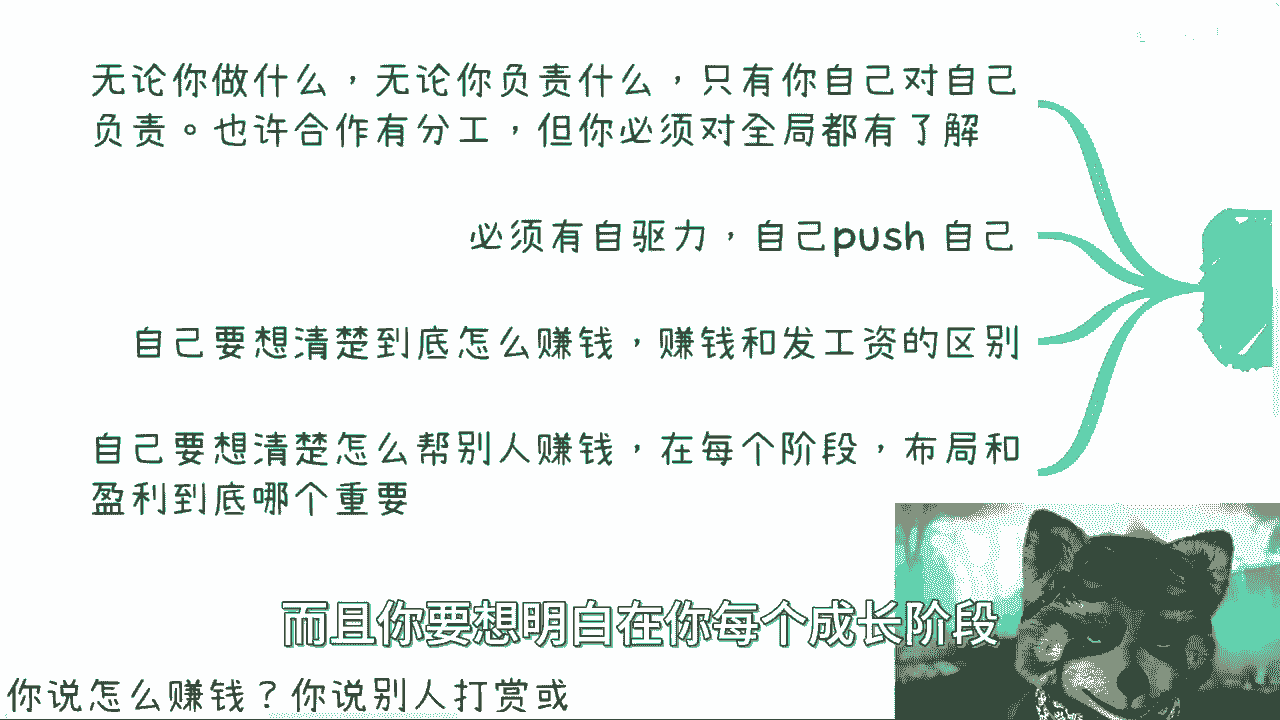 无论你做什么，无论你负责什么，只有你自己对自己
负责。也许合作有分工，但你必须对全局都有了解
必须有自驱力，自己push 自己
自己要想清楚到底怎么赚钱，赚钱和发工资的区别
自己要想清楚怎么帮别人赚钱，在每个阶段，布局和
盈利到底哪个重要
而且你要想明白在你每个成长阶段
你说怎么赚钱？你说别人打赏或